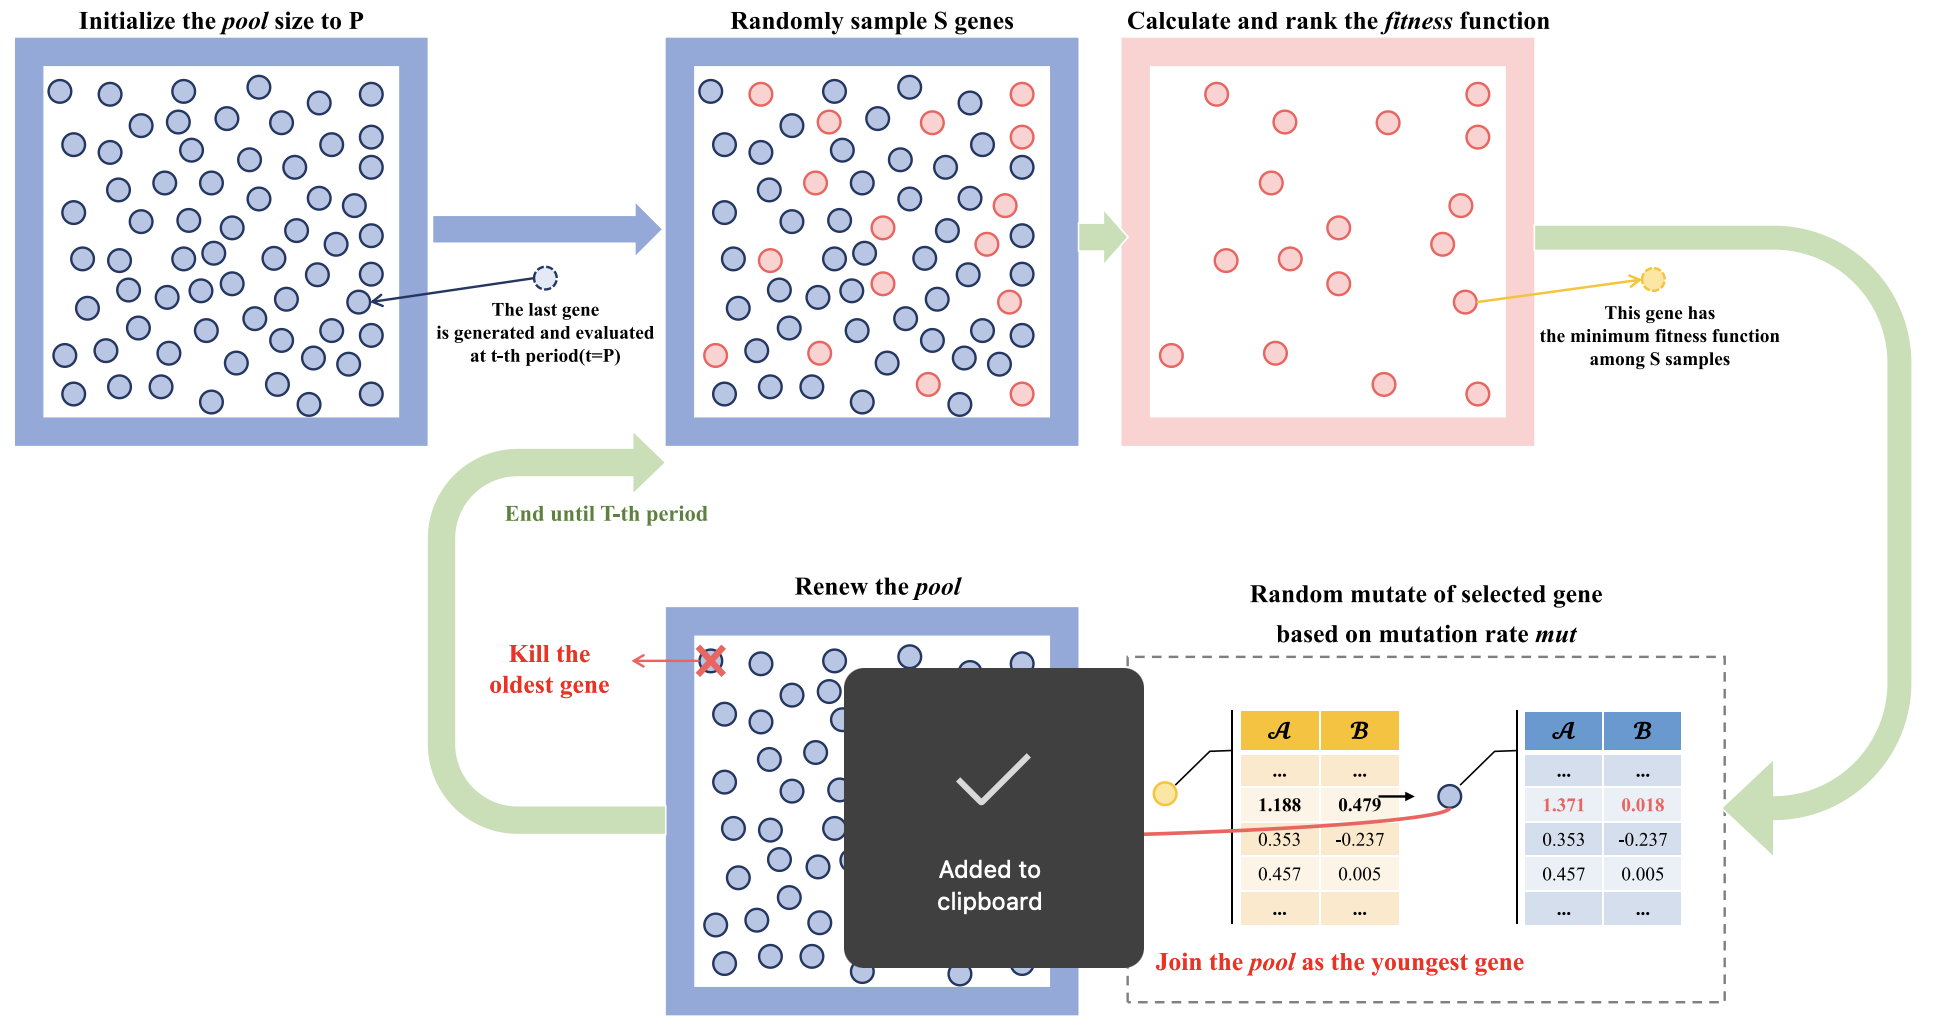 Initialize the pool size to P
Randomly sample S genes
Calculate and rank the fitness function
The last gene
is generated and evaluated
at t-th period(t=P)
This gene has
the minimum fitness function
among S samples
End until T-th period
Renew the pool
Kill the
oldest gene
Random mutate of selected gene
based on mutation rate mut
𝓐 𝓑
... ...
1.188 0.479
0.353 -0.237
0.457 0.005
... ...
𝓐 𝓑
... ...
1.371 0.018
0.353 -0.237
0.457 0.005
... ...
Added to
clipboard
Join the pool as the youngest gene